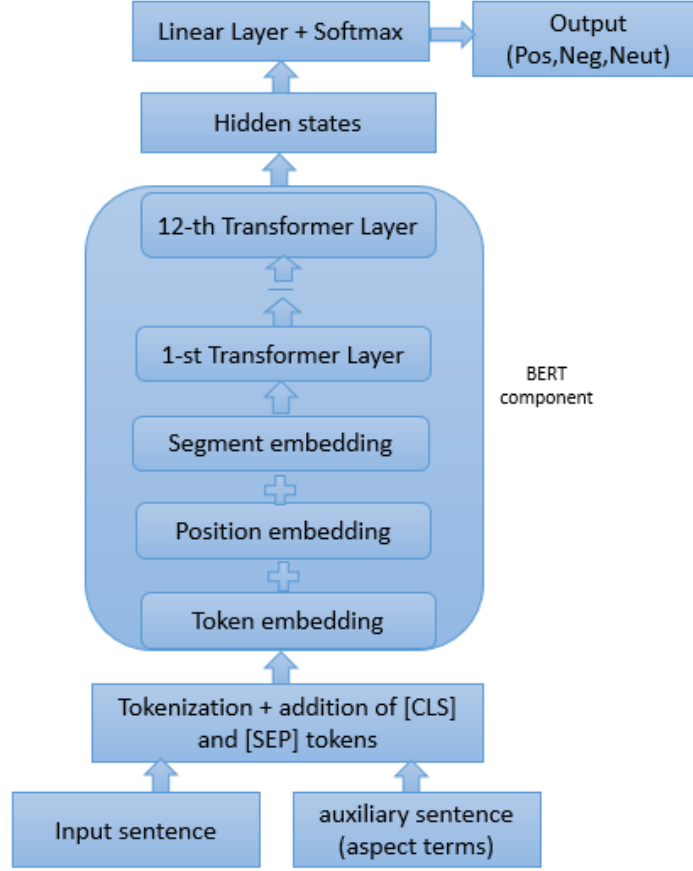 Linear Layer + Softmax
Output
(Pos,Neg,Neut)
Hidden states
12-th Transformer Layer
1-st Transformer Layer
BERT
component
Segment embedding
Position embedding
Token embedding
Tokenization + addition of [CLS]
and [SEP] tokens
Input sentence
auxiliary sentence
(aspect terms)